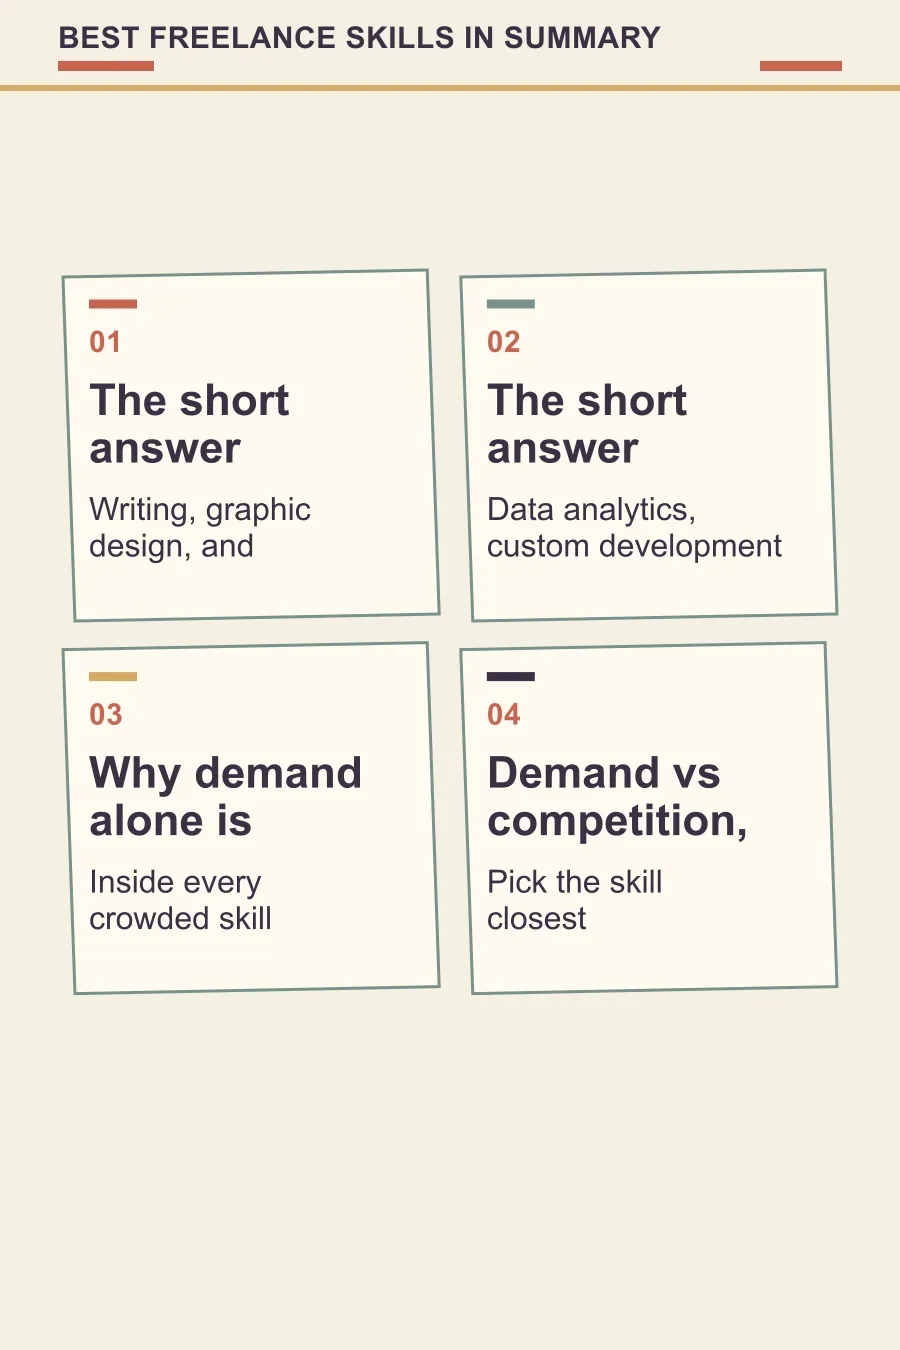 BEST FREELANCE SKILLS IN SUMMARY
01
The short
answer
Writing, graphic
design, and
02
The short
answer
Data analytics,
custom development
03
Why demand
alone is
Inside every
crowded skill
04
Demand vs
competition,
Pick the skill
closest